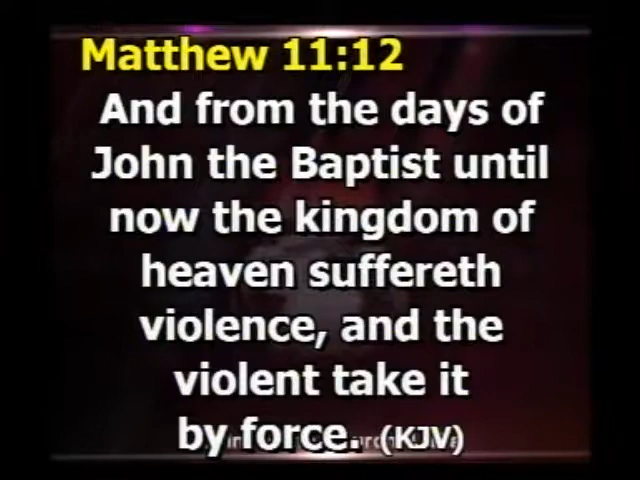 Matthew 11:12
And from the days of
John the Baptist until
now the kingdom of
heaven suffereth
violence, and the
violent take it
by force. (KJV)